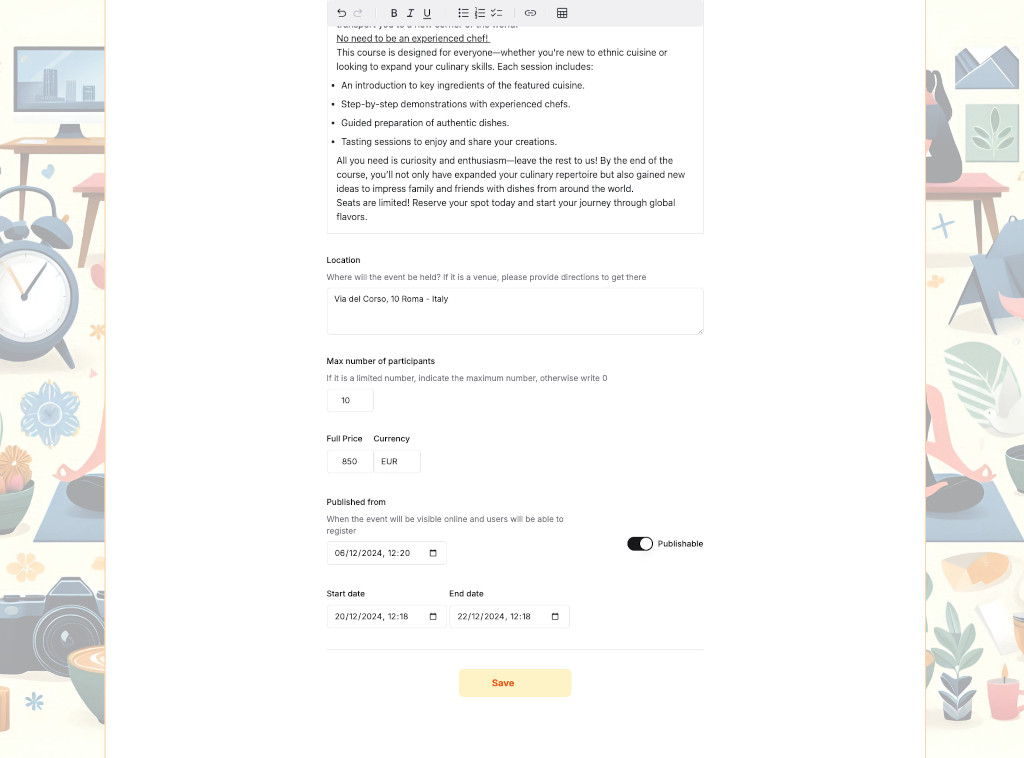 B I U
transport you to a new corner of the world.
No need to be an experienced chef!
This course is designed for everyone—whether you're new to ethnic cuisine or
looking to expand your culinary skills. Each session includes:
• An introduction to key ingredients of the featured cuisine.
• Step-by-step demonstrations with experienced chefs.
• Guided preparation of authentic dishes.
• Tasting sessions to enjoy and share your creations.
All you need is curiosity and enthusiasm—leave the rest to us! By the end of the
course, you'll not only have expanded your culinary repertoire but also gained new
ideas to impress family and friends with dishes from around the world.
Seats are limited! Reserve your spot today and start your journey through global
flavors.
Location
Where will the event be held? If it is a venue, please provide directions to get there
Via del Corso, 10 Roma - Italy
Max number of participants
If it is a limited number, indicate the maximum number, otherwise write 0
10
Full Price Currency
850 EUR
Published from
When the event will be visible online and users will be able to
register
06/12/2024, 12:20
Publishable
Start date End date
20/12/2024, 12:18 22/12/2024, 12:18
Save